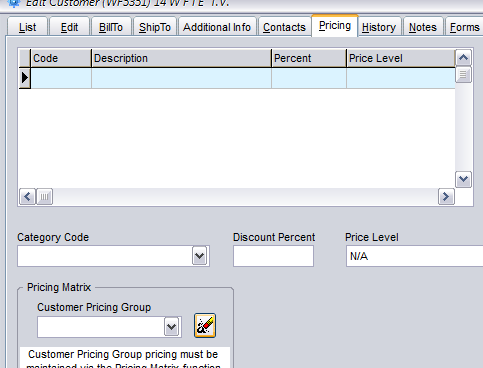 Edit Customer (WF5351) 14 W F T E T.V.
List Edit BillTo ShipTo Additional Info Contacts Pricing History Notes Forms
Code Description Percent Price Level
Category Code Discount Percent Price Level
N/A
Pricing Matrix
Customer Pricing Group
Customer Pricing Group pricing must be
maintained via the Pricing Matrix function